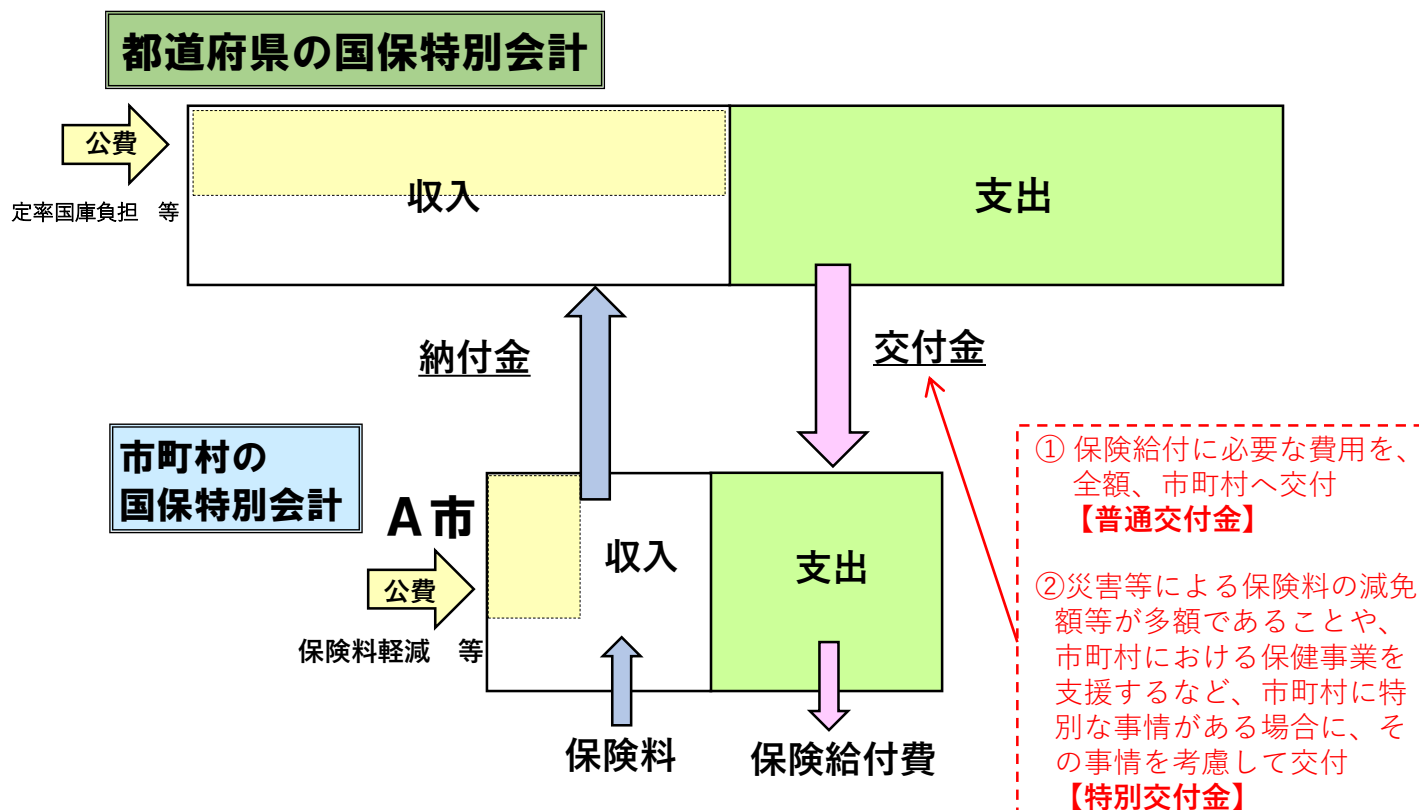 都道府県の国保特別会計
公費
定率国庫負担　等
収入
支出
納付金
交付金
市町村の
国保特別会計
A市
公費
保険料軽減　等
収入
支出
保険料
保険給付費
① 保険給付に必要な費用を、
全額、市町村へ交付
【普通交付金】
②災害等による保険料の減免
額等が多額であることや、
市町村における保健事業を
支援するなど、市町村に特
別な事情がある場合に、そ
の事情を考慮して交付
【特別交付金】